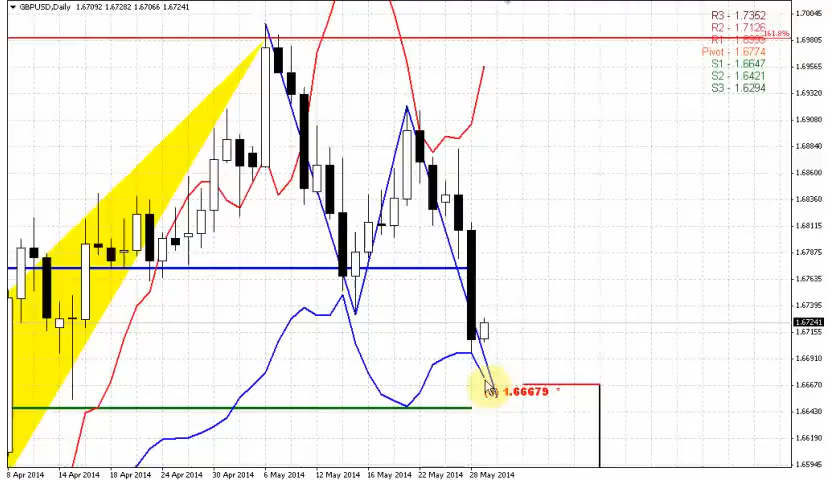 GBPUSD,Daily 1.67092 1.67282 1.67066 1.67241
R3 - 1.7352
R2 - 1.7126
Pivot - 1.6774
S1 - 1.6647
S2 - 1.6421
S3 - 1.6294
161.8%
1.70045
1.69805
1.69565
1.69320
1.69080
1.68840
1.68600
1.68360
1.68115
1.67875
1.67635
1.67395
1.67241
1.67155
1.66910
1.66670
1.66430
1.66190
1.65945
1.66679
8 Apr 2014
14 Apr 2014
18 Apr 2014
24 Apr 2014
30 Apr 2014
6 May 2014
12 May 2014
16 May 2014
22 May 2014
28 May 2014